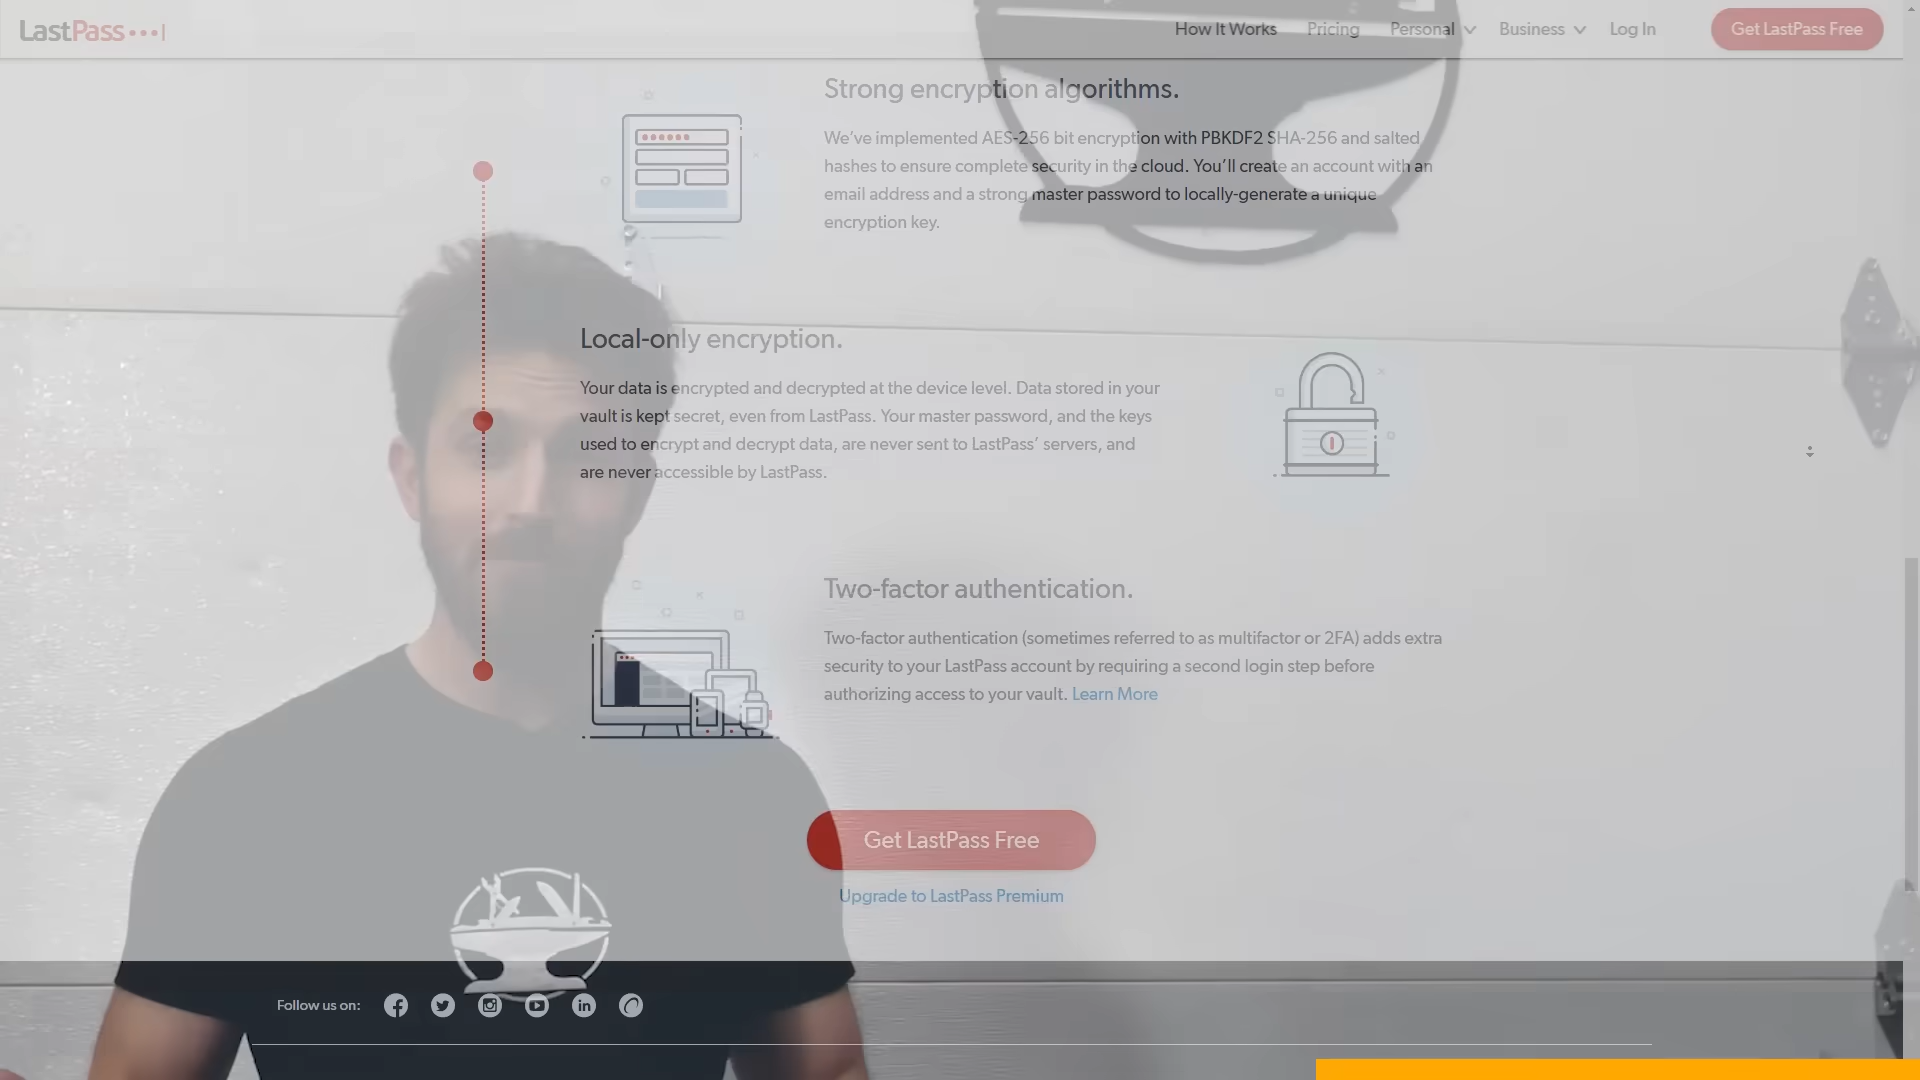 LastPass
How It Works
Pricing
Personal
Business
Log In
Get LastPass Free
Strong encryption algorithms.
We’ve implemented AES-256 bit encryption with PBKDF2 SHA-256 and salted
hashes to ensure complete security in the cloud. You’ll create an account with an
email address and a strong master password to locally-generate a unique
encryption key.
Local-only encryption.
Your data is encrypted and decrypted at the device level. Data stored in your
vault is kept secret, even from LastPass. Your master password, and the keys
used to encrypt and decrypt data, are never sent to LastPass’ servers, and
are never accessible by LastPass.
Two-factor authentication.
Two-factor authentication (sometimes referred to as multifactor or 2FA) adds extra
security to your LastPass account by requiring a second login step before
authorizing access to your vault. Learn More
Get LastPass Free
Upgrade to LastPass Premium
Follow us on: